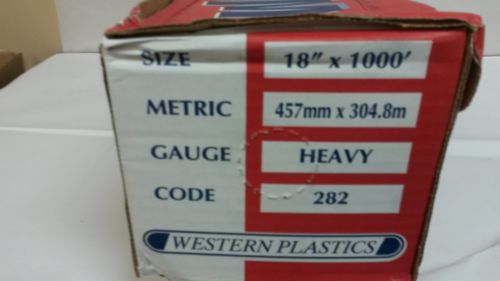 SIZE 18" x 1000'
METRIC 457mm x 304.8m
GAUGE HEAVY
CODE 282
WESTERN PLASTICS